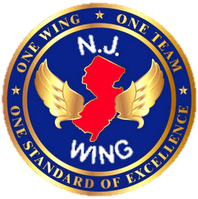 ONE WING ★ ONE TEAM
N.J.
WING
ONE STANDARD OF EXCELLENCE